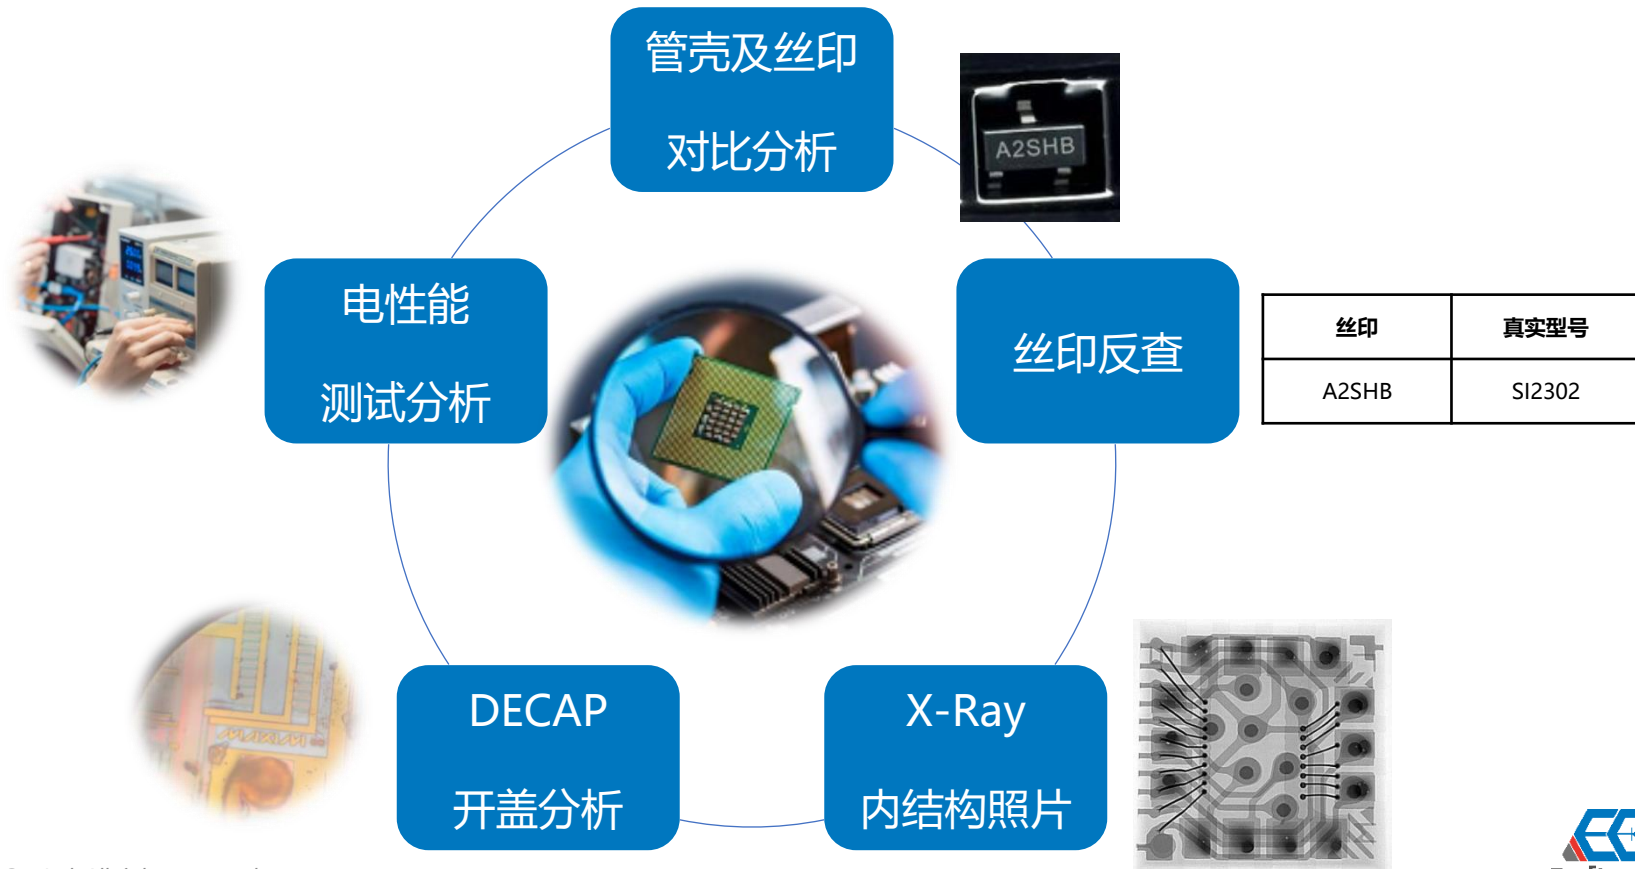 管壳及丝印
对比分析
A2SHB
电性能
测试分析
丝印反查
丝印 真实型号
A2SHB SI2302
DECAP
开盖分析
MAXIM
X-Ray
内结构照片